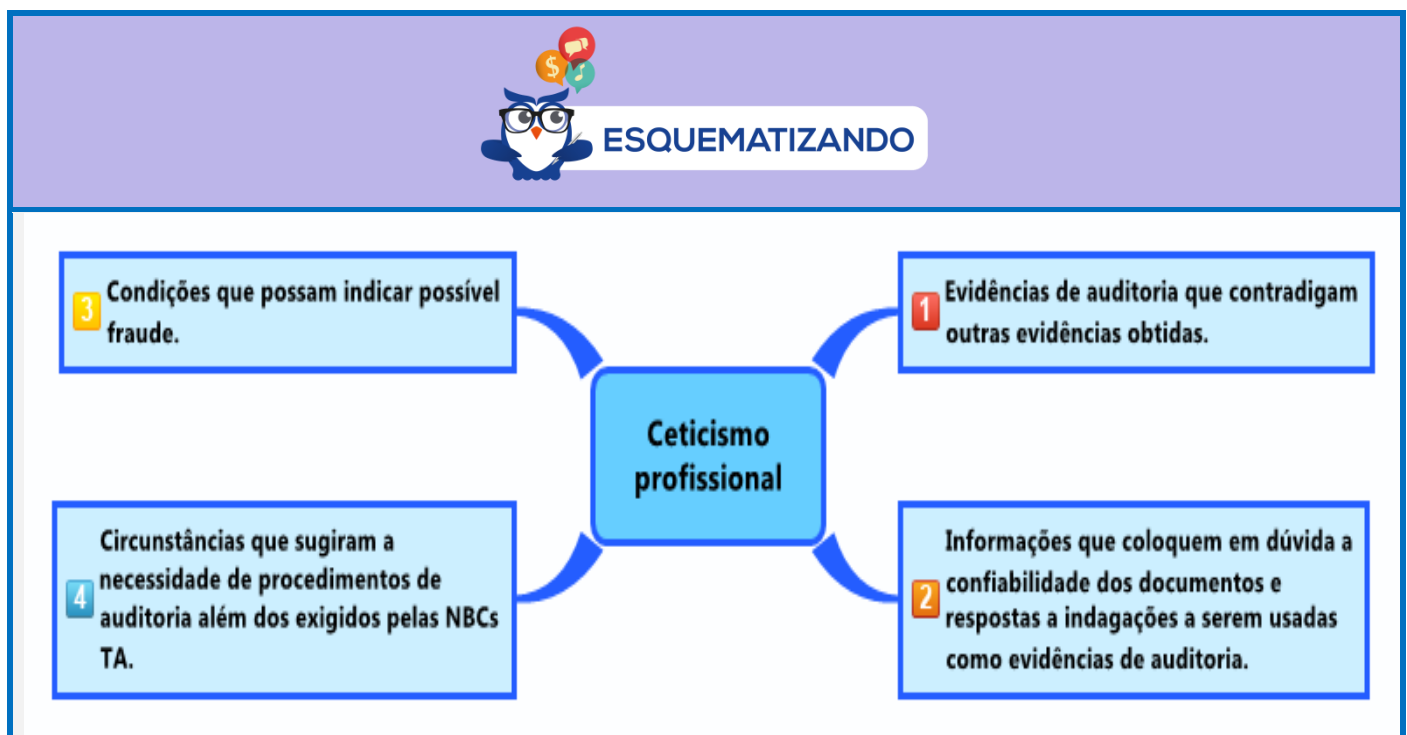 ESQUEMATIZANDO
1
Evidências de auditoria que contradigam
outras evidências obtidas.
2
Informações que coloquem em dúvida a
confiabilidade dos documentos e
respostas a indagações a serem usadas
como evidências de auditoria.
3
Condições que possam indicar possível
fraude.
4
Circunstâncias que sugiram a
necessidade de procedimentos de
auditoria além dos exigidos pelas NBCs
TA.
Ceticismo
profissional
$